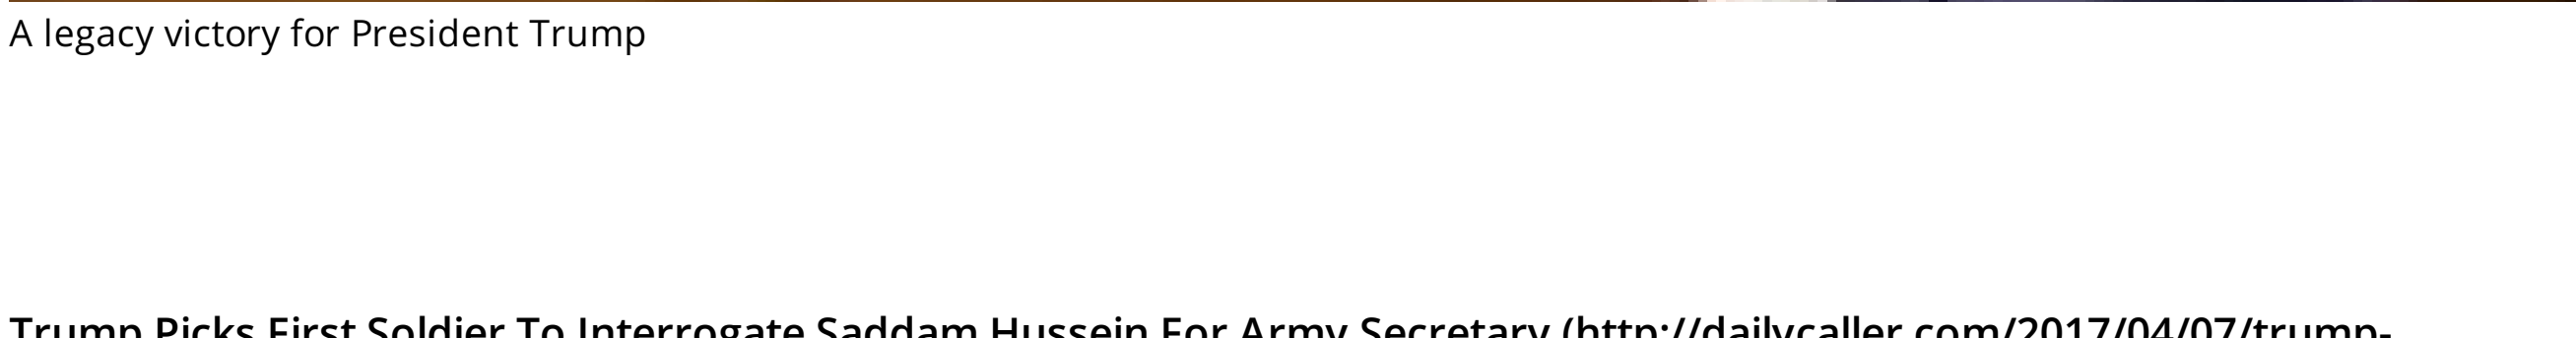 A legacy victory for President Trump
Trump Picks First Soldier To Interrogate Saddam Hussein For Army Secretary (http://dailycaller.com/2017/04/07/trump-